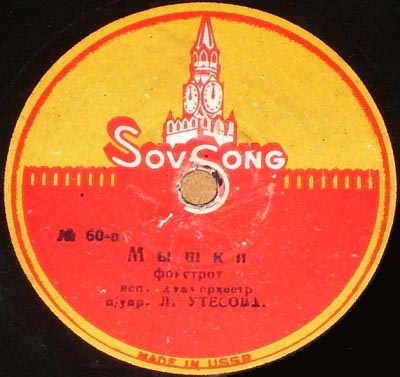 SOVSONG
№ 60-а
Мышки
фокстрот
исп. джаз оркестр
п/упр. Л. УТЕСОВА.
MADE IN USSR